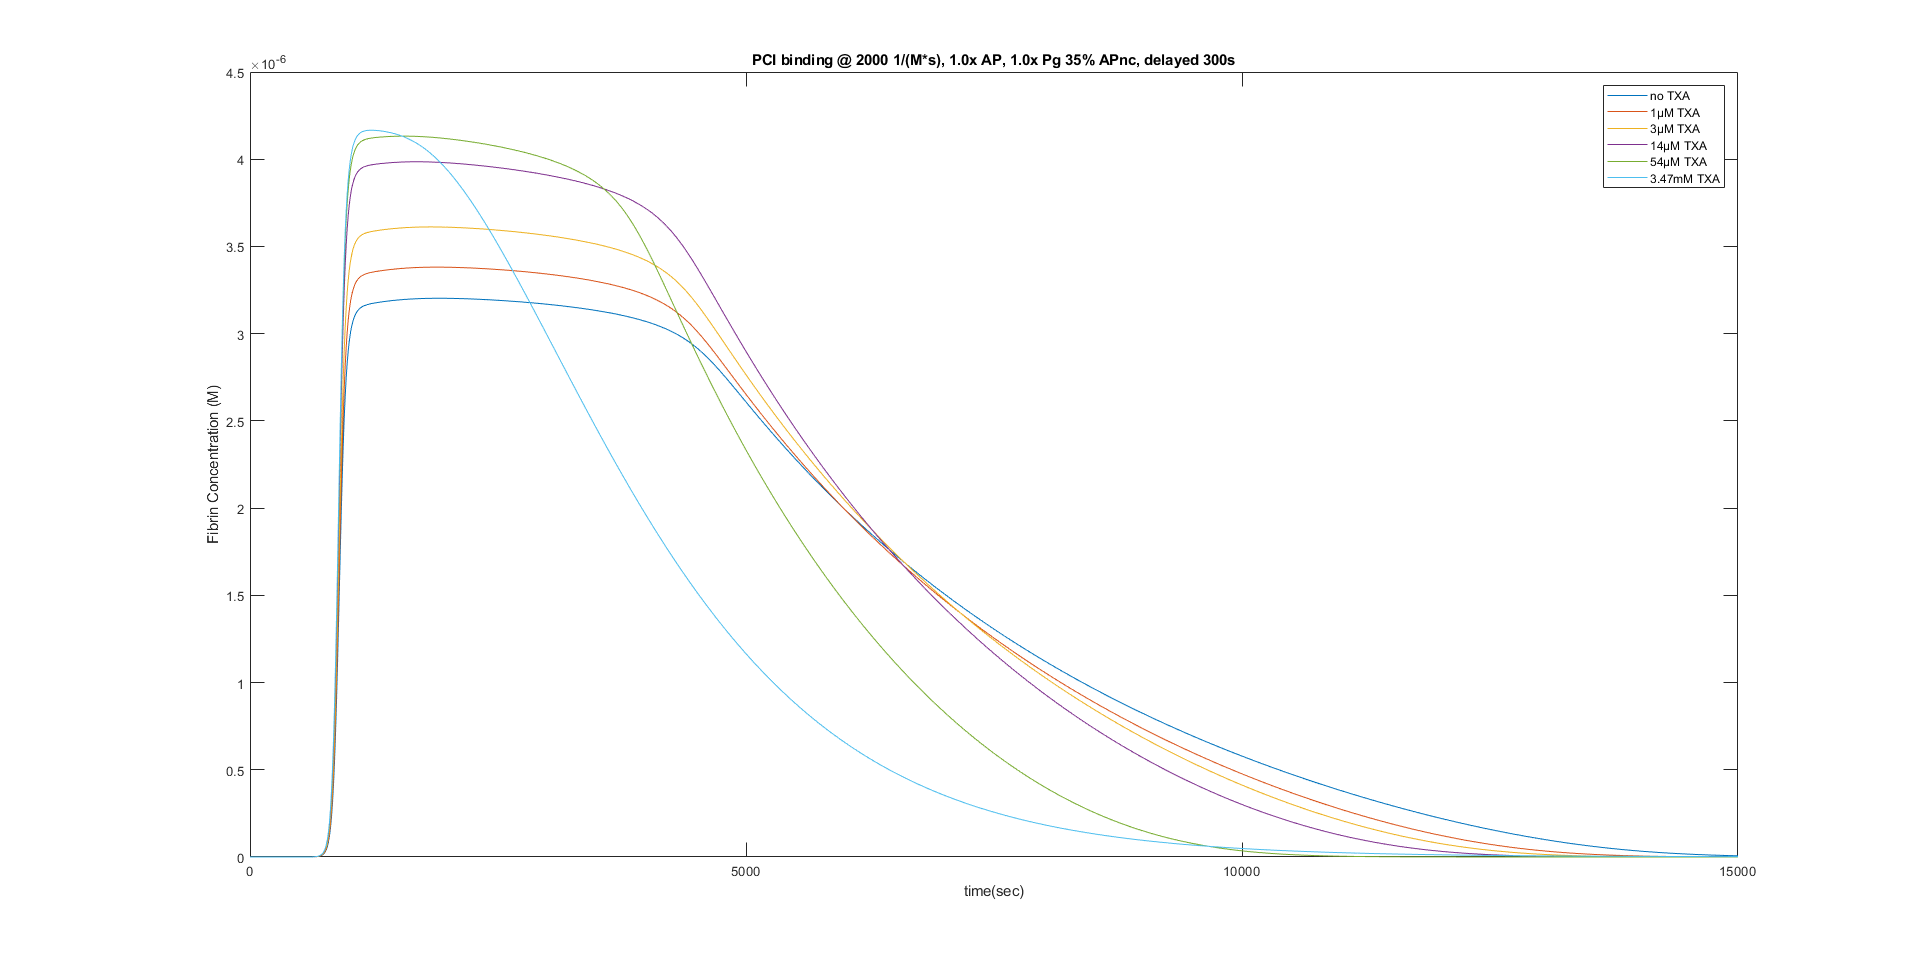 PCI binding @ 2000 1/(M*s), 1.0x AP, 1.0x Pg 35% APnc, delayed 300s
×10^-6
4.5
4
3.5
3
2.5
2
1.5
1
0.5
0
Fibrin Concentration (M)
no TXA
1µM TXA
3µM TXA
14µM TXA
54µM TXA
3.47mM TXA
0 5000 10000 15000
time(sec)